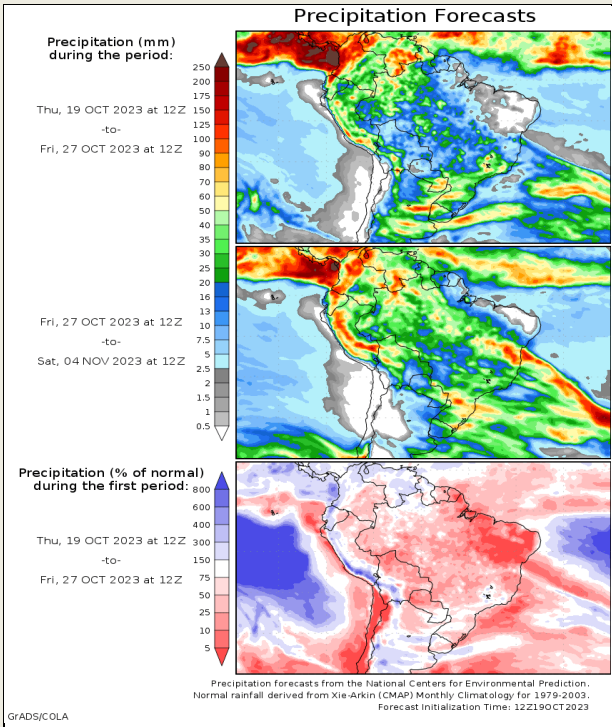 Precipitation Forecasts
Precipitation (mm)
during the period:
Thu, 19 OCT 2023 at 12Z
-to-
Fri, 27 OCT 2023 at 12Z
250
200
175
150
125
100
90
80
70
60
50
40
35
30
25
20
16
13
10
7.5
5
2.5
2
1.5
1
0.5
Fri, 27 OCT 2023 at 12Z
-to-
Sat, 04 NOV 2023 at 12Z
Precipitation (% of normal)
during the first period:
Thu, 19 OCT 2023 at 12Z
-to-
Fri, 27 OCT 2023 at 12Z
800
600
400
300
150
75
50
25
10
5
Precipitation forecasts from the National Centers for Environmental Prediction.
Normal rainfall derived from Xie-Arkin (CMAP) Monthly Climatology for 1979-2003.
Forecast Initialization Time: 12Z19OCT2023
GrADS/COLA